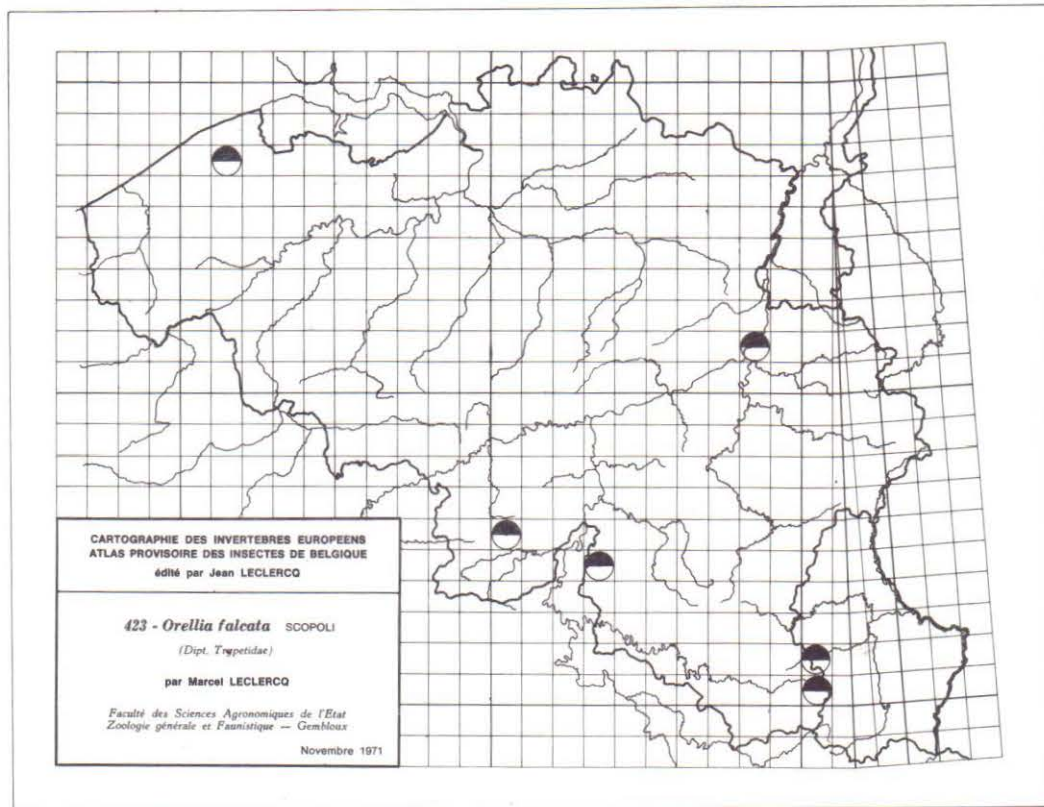 CARTOGRAPHIE DES INVERTEBRES EUROPEENS
ATLAS PROVISOIRE DES INSECTES DE BELGIQUE
édité par Jean LECLERCQ
423 - Orellia falcata SCOPOLI
(Dipt. Trypetidae)
par Marcel LECLERCQ
Faculté des Sciences Agronomiques de l'Etat
Zoologie générale et Faunistique — Gembloux
Novembre 1971